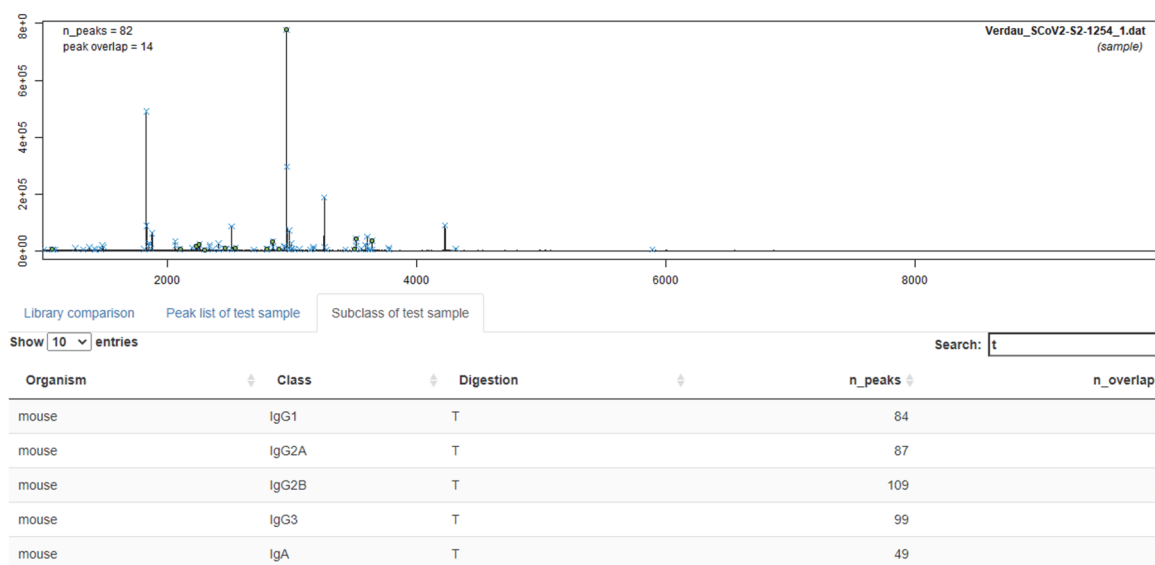 n_peaks = 82
peak overlap = 14
Verdau_SCoV2-S2-1254_1.dat
(sample)
8e+0
6e+05
4e+05
2e+05
0e+00
2000 4000 6000 8000
Library comparison Peak list of test sample Subclass of test sample
Show 10 entries Search: t
Organism Class Digestion n_peaks n_overlap
mouse IgG1 T 84
mouse IgG2A T 87
mouse IgG2B T 109
mouse IgG3 T 99
mouse IgA T 49